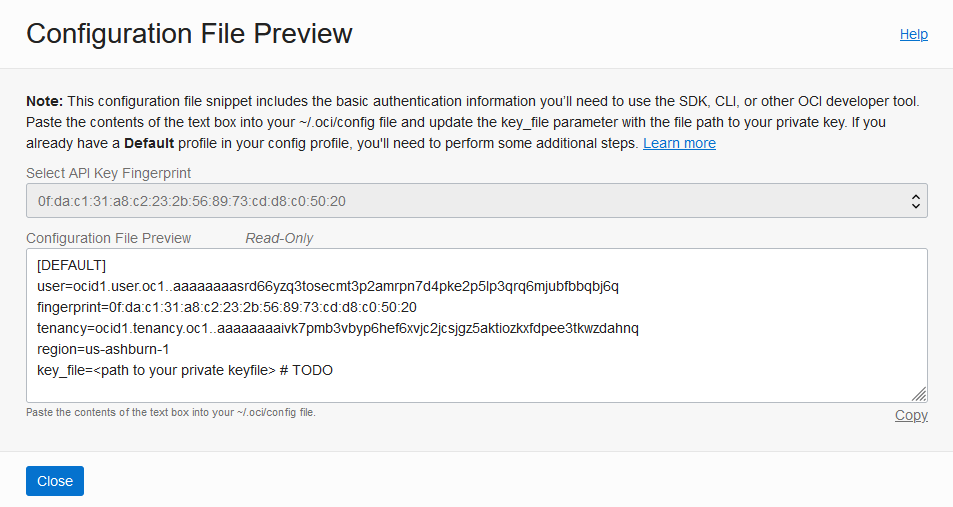 Configuration File Preview
Help
Note: This configuration file snippet includes the basic authentication information you'll need to use the SDK, CLI, or other OCI developer tool.
Paste the contents of the text box into your ~/.oci/config file and update the key_file parameter with the file path to your private key. If you
already have a Default profile in your config profile, you'll need to perform some additional steps. Learn more
Select API Key Fingerprint
0f:da:c1:31:a8:c2:23:2b:56:89:73:cd:d8:c0:50:20
Configuration File Preview Read-Only
[DEFAULT]
user=ocid1.user.oc1..aaaaaaaasrd66yzq3tosecmt3p2amrpn7d4pke2p5lp3qrq6mjubfbbqbj6q
fingerprint=0f:da:c1:31:a8:c2:23:2b:56:89:73:cd:d8:c0:50:20
tenancy=ocid1.tenancy.oc1..aaaaaaaaivk7pmb3vbyp6hef6xvjc2jcsjgz5aktiozkxfdpee3tkwzdahnq
region=us-ashburn-1
key_file=<path to your private keyfile> # TODO
Paste the contents of the text box into your ~/.oci/config file.
Copy
Close